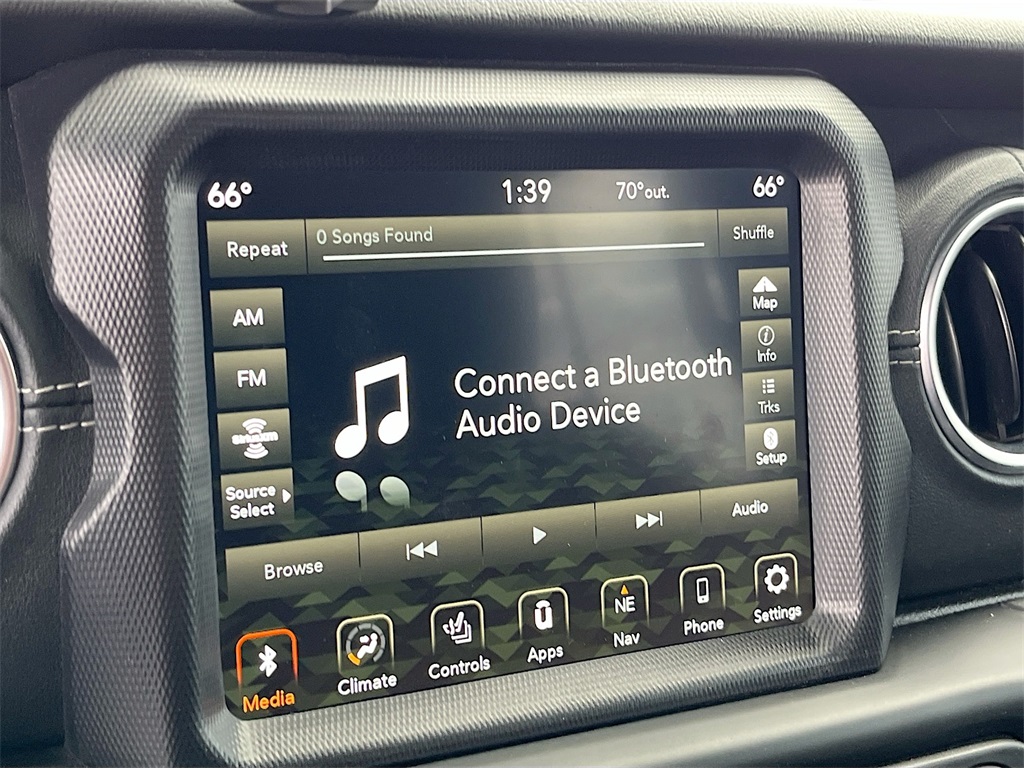 66° 1:39 70°out. 66°
Repeat 0 Songs Found Shuffle
AM
FM
siriusxm
Source
Select
Connect a Bluetooth
Audio Device
Map
Info
Trks
Setup
Browse Audio
Media Climate Controls Apps NE Nav Phone Settings